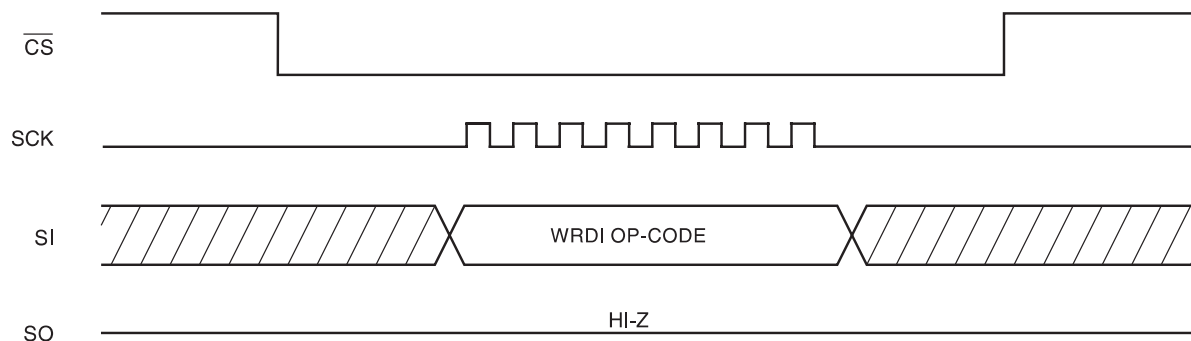 CS
SCK
SI
WRDI OP-CODE
HI-Z
SO